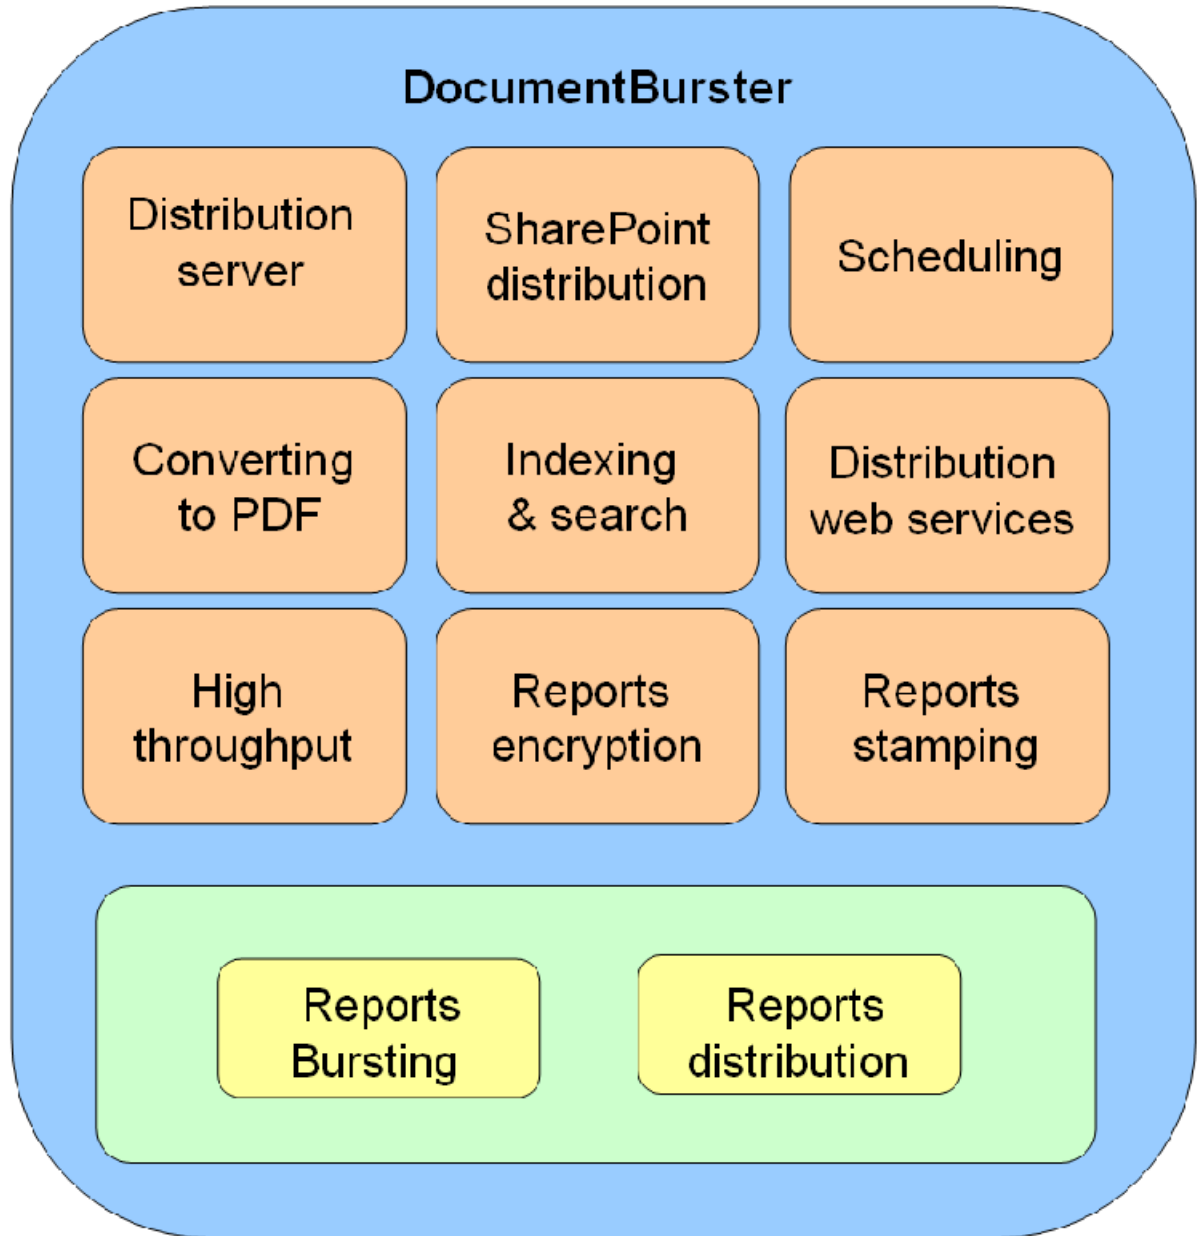 DocumentBurster
Distribution
server
SharePoint
distribution
Scheduling
Converting
to PDF
Indexing
& search
Distribution
web services
High
throughput
Reports
encryption
Reports
stamping
Reports
Bursting
Reports
distribution